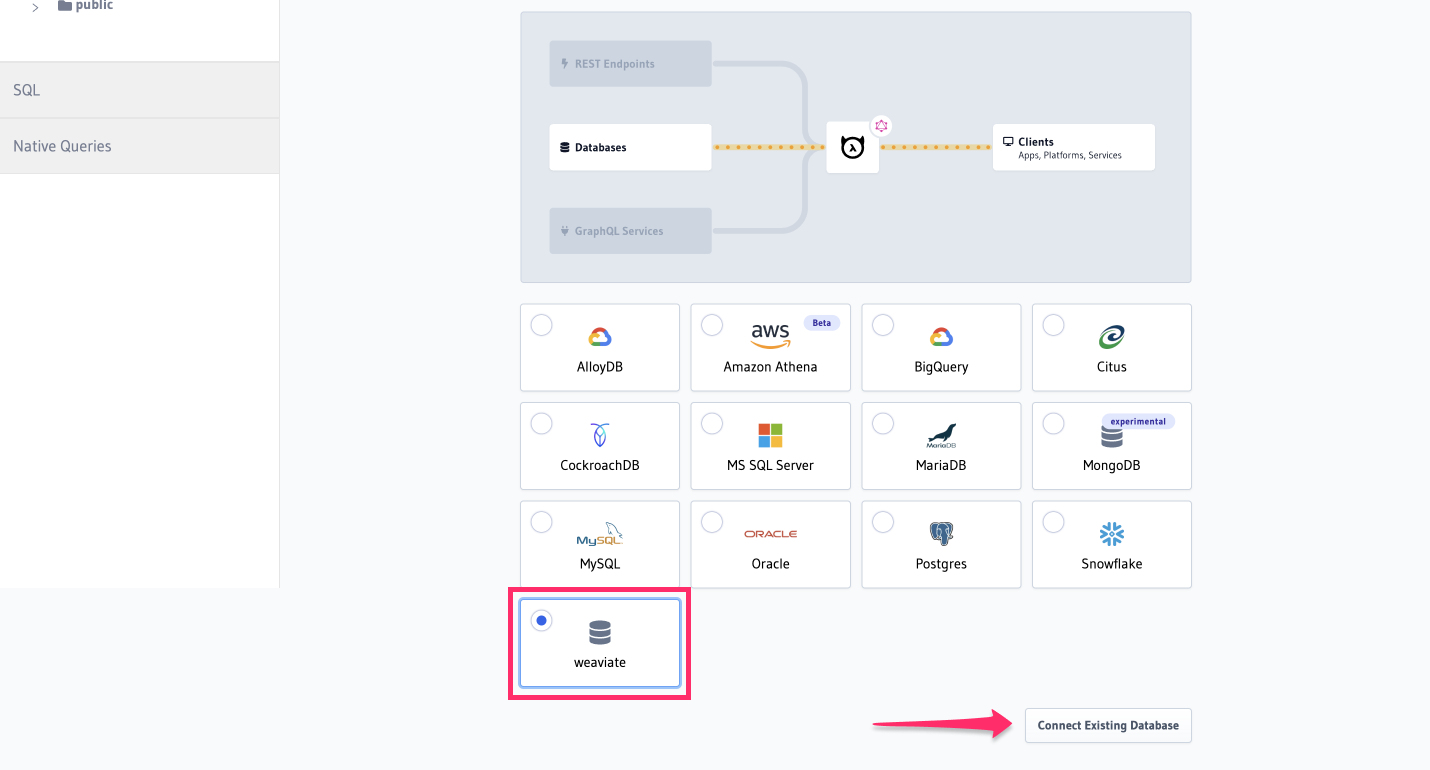 public
SQL
Native Queries
REST Endpoints
Databases
Clients
Apps, Platforms, Services
GraphQL Services
AlloyDB
aws
Beta
Amazon Athena
BigQuery
Citus
CockroachDB
MS SQL Server
MariaDB
MariaDB
experimental
MongoDB
MySQL
MySQL
ORACLE
Oracle
Postgres
Snowflake
weaviate
Connect Existing Database